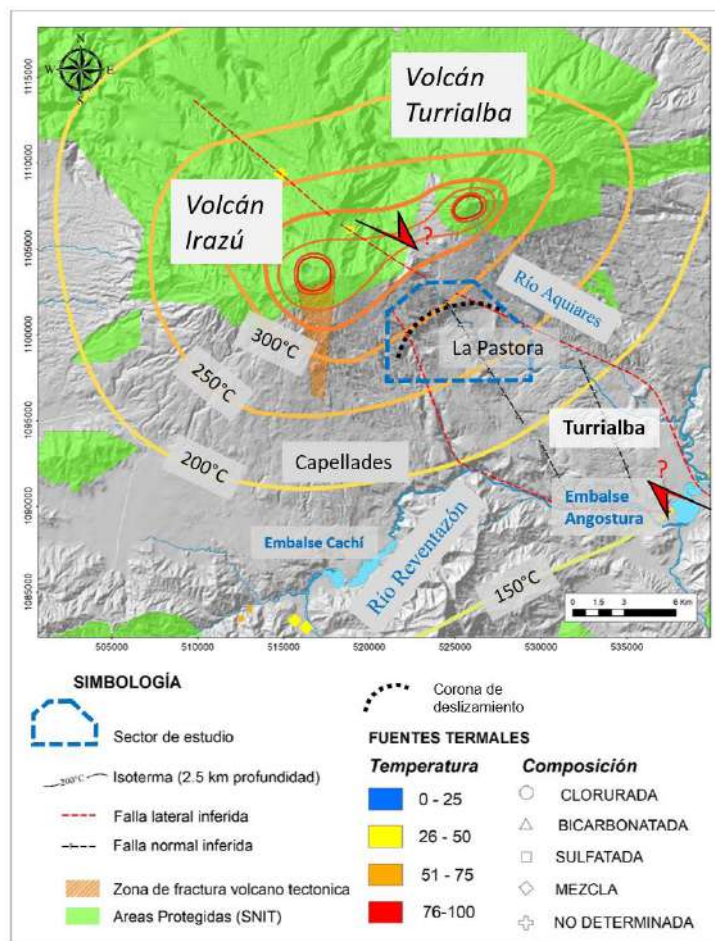 N
W E
S
Volcán
Turrialba
Volcán
Irazú
?
Río Aquiares
La Pastora
300°C
250°C
200°C
Capellades
Turrialba
?
Embalse
Angostura
Embalse Cachí
Río Reventazón
150°C
0 1.5 3 6 Km
1115000
1110000
1105000
1100000
1095000
1090000
1085000
505000 510000 515000 520000 525000 530000 535000
SIMBOLOGÍA
Sector de estudio
200°C Isoterma (2.5 km profundidad)
Falla lateral inferida
Falla normal inferida
Zona de fractura volcano tectonica
Areas Protegidas (SNIT)
Corona de
deslizamiento
FUENTES TERMALES
Temperatura
0 - 25
26 - 50
51 - 75
76-100
Composición
CLORURADA
BICARBONATADA
SULFATADA
MEZCLA
NO DETERMINADA